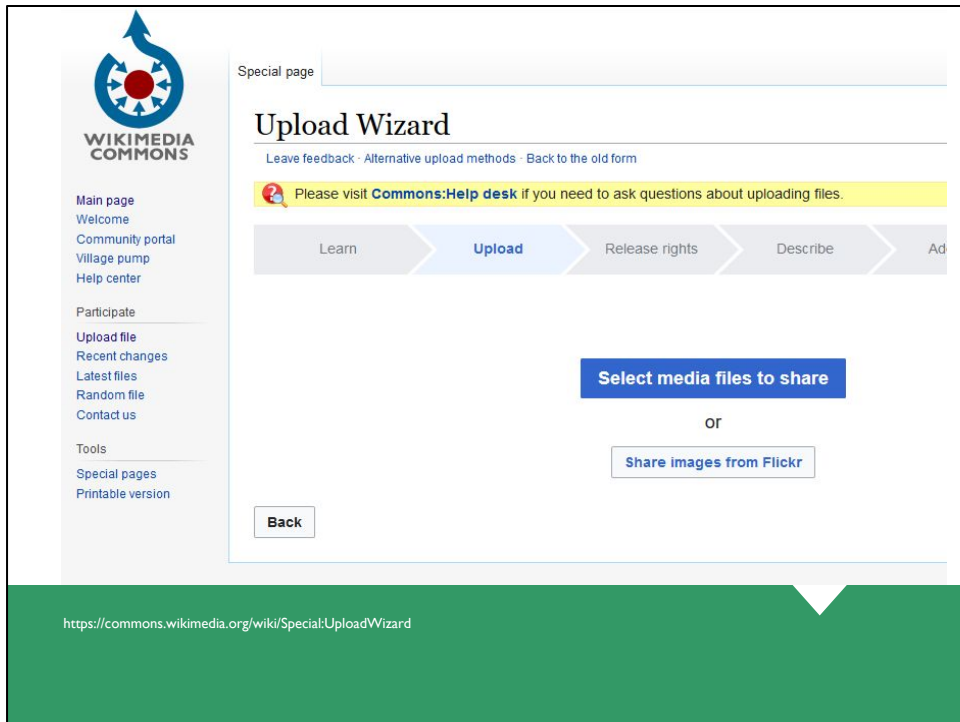 WIKIMEDIA
COMMONS
Main page
Welcome
Community portal
Village pump
Help center
Participate
Upload file
Recent changes
Latest files
Random file
Contact us
Tools
Special pages
Printable version
Special page
Upload Wizard
Leave feedback · Alternative upload methods · Back to the old form
Please visit Commons:Help desk if you need to ask questions about uploading files.
Learn Upload Release rights Describe
Select media files to share
or
Share images from Flickr
Back
https://commons.wikimedia.org/wiki/Special:UploadWizard